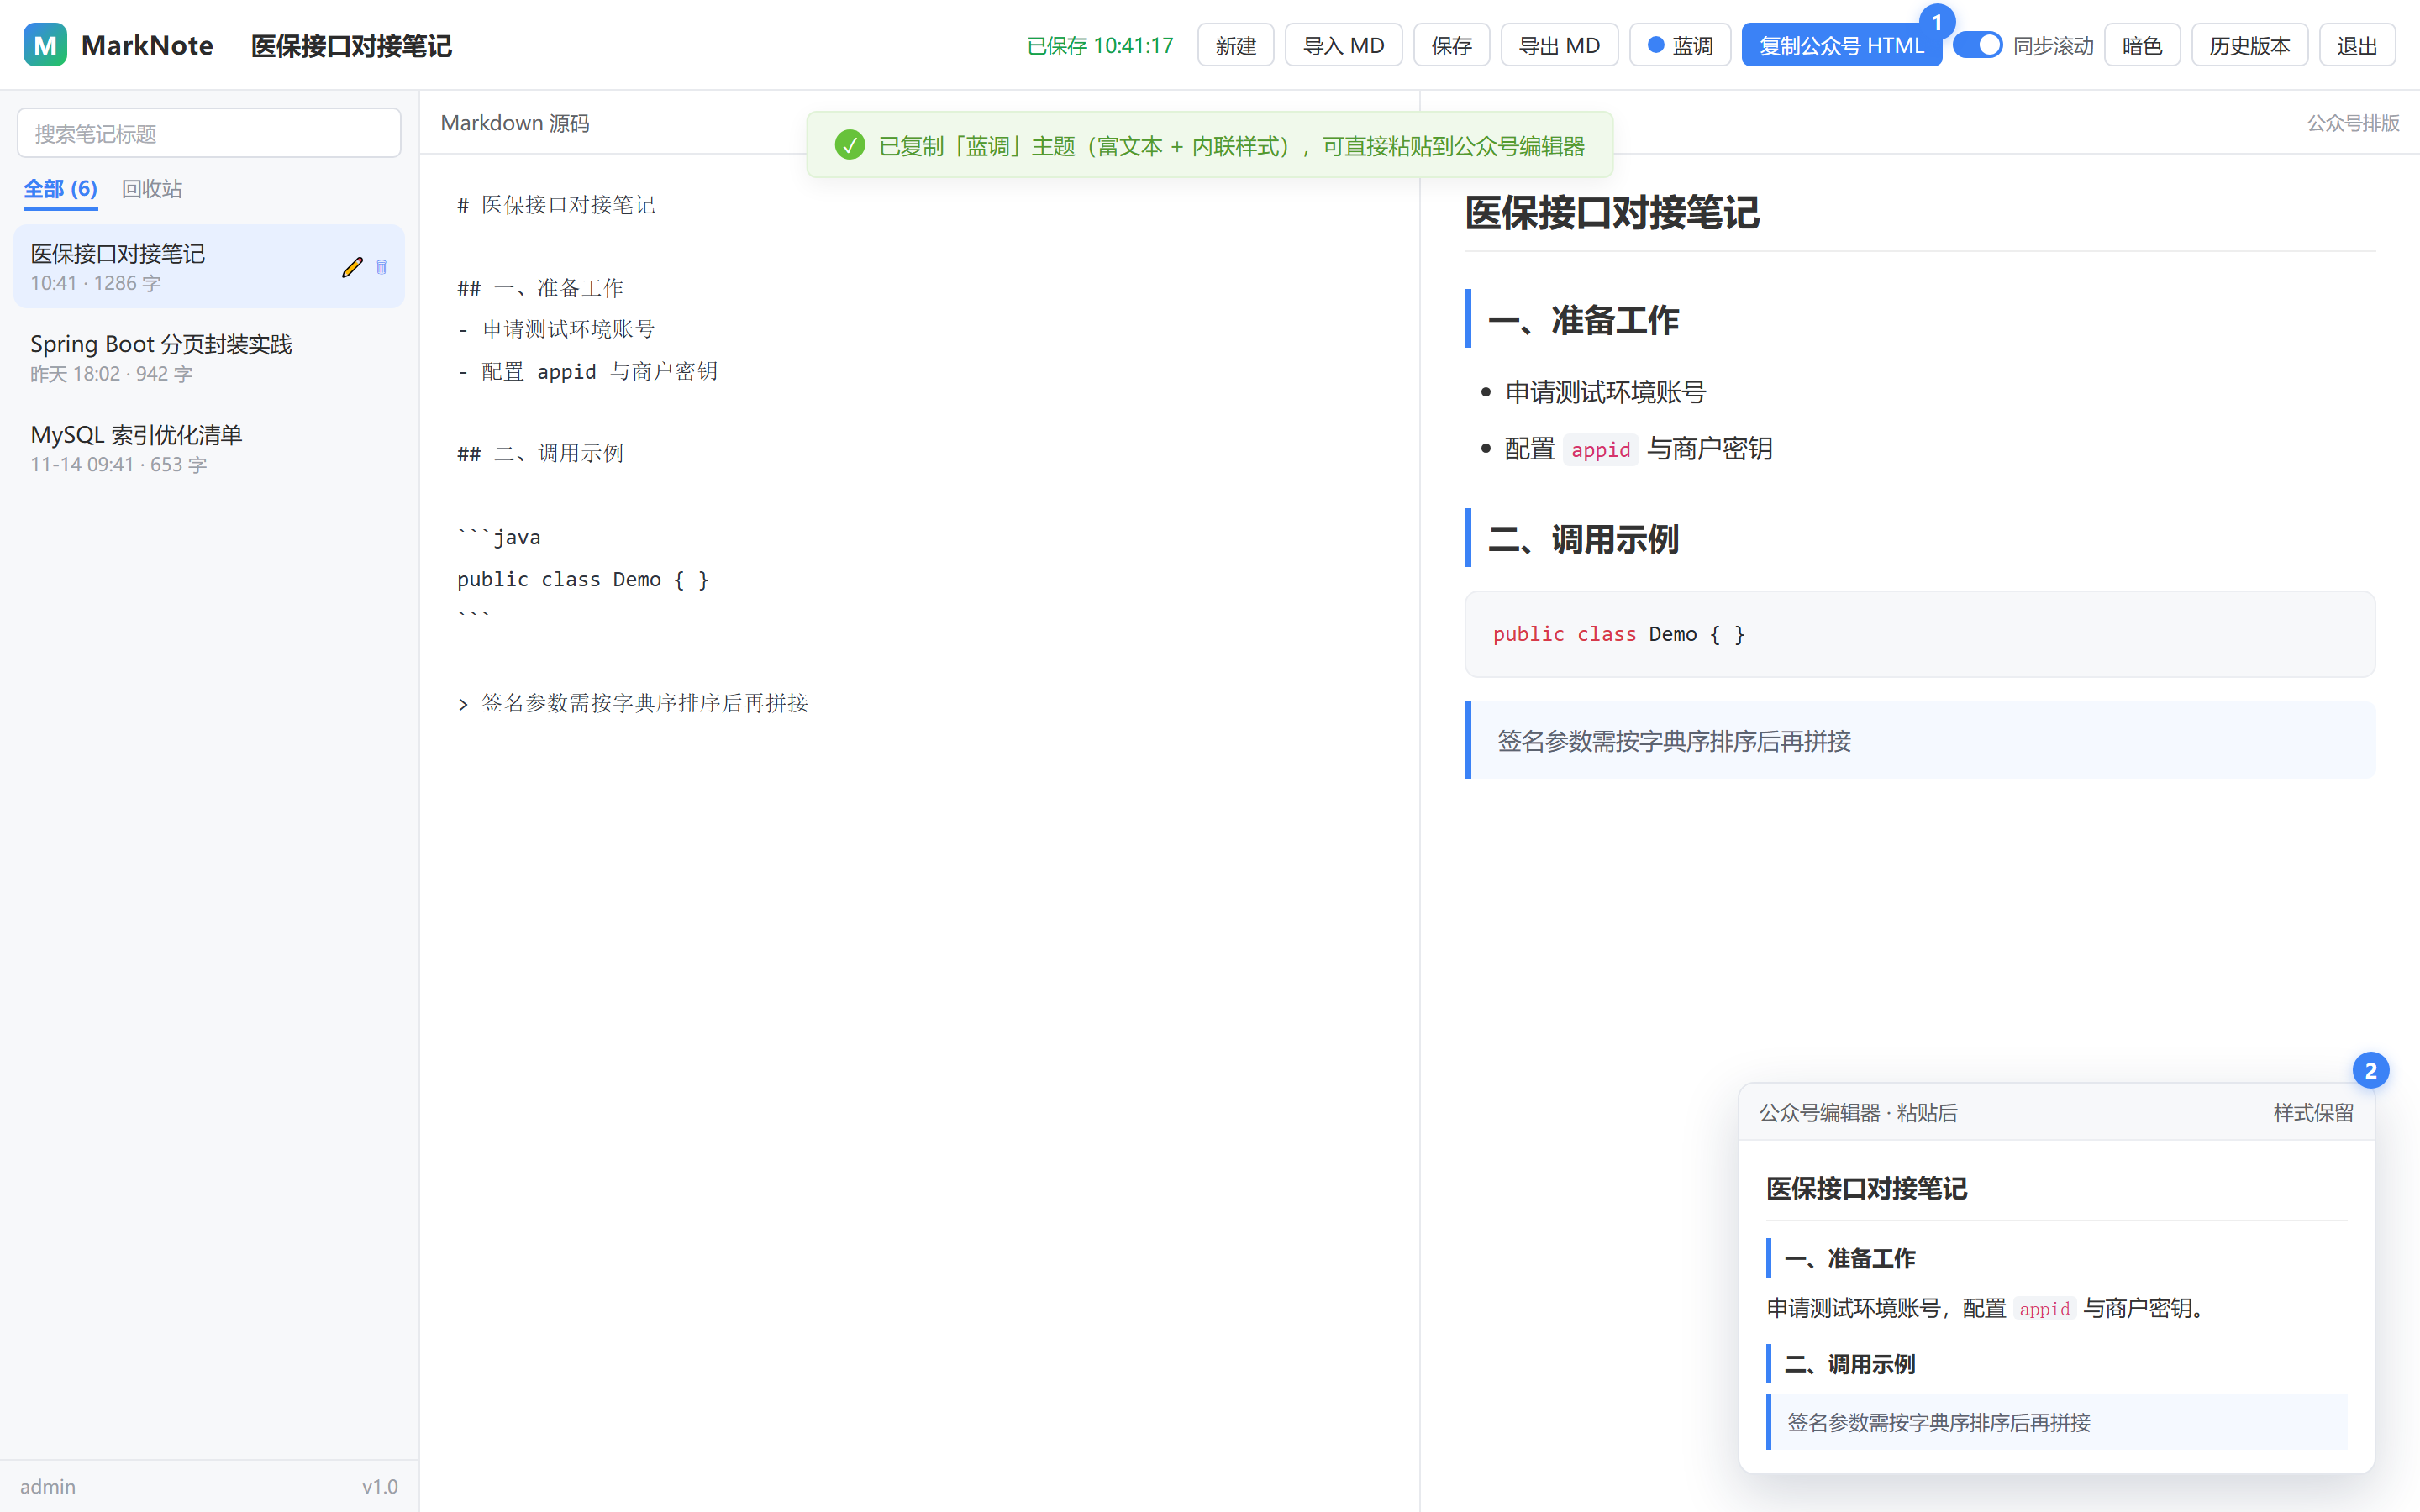 M MarkNote 医保接口对接笔记 已保存 10:41:17 新建 导入 MD 保存 导出 MD 蓝调 复制公众号 HTML 1 同步滚动 暗色 历史版本 退出
搜索笔记标题
全部 (6) 回收站
医保接口对接笔记
10:41 · 1286 字
Spring Boot 分页封装实践
昨天 18:02 · 942 字
MySQL 索引优化清单
11-14 09:41 · 653 字
admin v1.0
Markdown 源码
已复制「蓝调」主题（富文本 + 内联样式），可直接粘贴到公众号编辑器
公众号排版
# 医保接口对接笔记
## 一、准备工作
- 申请测试环境账号
- 配置 appid 与商户密钥
## 二、调用示例
```java
public class Demo { }
```
> 签名参数需按字典序排序后再拼接
医保接口对接笔记
一、准备工作
• 申请测试环境账号
• 配置 appid 与商户密钥
二、调用示例
public class Demo { }
签名参数需按字典序排序后再拼接
2
公众号编辑器 · 粘贴后 样式保留
医保接口对接笔记
一、准备工作
申请测试环境账号，配置 appid 与商户密钥。
二、调用示例
签名参数需按字典序排序后再拼接